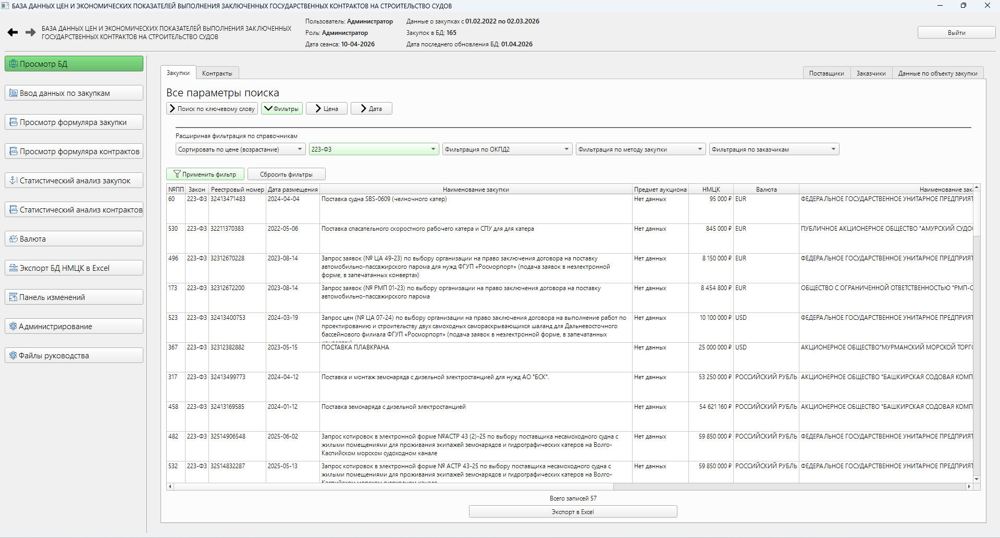 БАЗА ДАННЫХ ЦЕН И ЭКОНОМИЧЕСКИХ ПОКАЗАТЕЛЕЙ ВЫПОЛНЕНИЯ ЗАКЛЮЧЕННЫХ ГОСУДАРСТВЕННЫХ КОНТРАКТОВ НА СТРОИТЕЛЬСТВО СУДОВ
БАЗА ДАННЫХ ЦЕН И ЭКОНОМИЧЕСКИХ ПОКАЗАТЕЛЕЙ ВЫПОЛНЕНИЯ ЗАКЛЮЧЕННЫХ
ГОСУДАРСТВЕННЫХ КОНТРАКТОВ НА СТРОИТЕЛЬСТВО СУДОВ
Пользователь: Администратор
Роль: Администратор
Дата сеанса: 10-04-2026
Данные о закупках с 01.02.2022 по 02.03.2026
Закупок в БД: 165
Дата последнего обновления БД: 01.04.2026
Выйти
Просмотр БД
Ввод данных по закупкам
Просмотр формуляра закупки
Просмотр формуляра контрактов
Статистический анализ закупок
Статистический анализ контрактов
Валюта
Экспорт БД НМЦК в Excel
Панель изменений
Администрирование
Файлы руководства
Закупки Контракты Поставщики Заказчики Данные по объекту закупки
Все параметры поиска
Поиск по ключевому слову Фильтры Цена Дата
Расшириная фильтрация по справочникам
Сортировать по цене (возрастание) 223-ФЗ Фильтрация по ОКПД2 Фильтрация по методу закупки Фильтрация по заказчикам
Применить фильтр Сбросить фильтры
№ПП Закон Реестровый номер Дата размещения Наименование закупки Предмет аукциона НМЦК Валюта Наименование зак
60 223-ФЗ 32413471483 2024-04-04 Поставка судна SBS-0609 (челночного катер) Нет данных 95 000 ₽ EUR ФЕДЕРАЛЬНОЕ ГОСУДАРСТВЕННОЕ УНИТАРНОЕ ПРЕДПРИЯТ
530 223-ФЗ 32211370383 2022-05-06 Поставка спасательного скоростного рабочего катера и СПУ для для катера Нет данных 845 000 ₽ EUR ПУБЛИЧНОЕ АКЦИОНЕРНОЕ ОБЩЕСТВО "АМУРСКИЙ СУДО
496 223-ФЗ 32312670228 2023-08-14 Запрос заявок (№ ЦА 49-23) по выбору организации на право заключения договора на поставку Нет данных 8 150 000 ₽ EUR ФЕДЕРАЛЬНОЕ ГОСУДАРСТВЕННОЕ УНИТАРНОЕ ПРЕДПРИЯТ
автомобильно-пассажирского парома для нужд ФГУП «Росморпорт» (подача заявок в неэлектронной
форме, в запечатанных конвертах)
173 223-ФЗ 32312672200 2023-08-14 Запрос заявок (№ РМП 01-23) по выбору организации на право заключения договора на поставку Нет данных 8 454 800 ₽ EUR ОБЩЕСТВО С ОГРАНИЧЕННОЙ ОТВЕТСТВЕННОСТЬЮ "РМП-С
автомобильно-пассажирского парома
523 223-ФЗ 32413400753 2024-03-19 Запрос цен (№ ЦА 07-24) по выбору организации на право заключения договора на выполнение работ по Нет данных 10 100 000 ₽ USD ФЕДЕРАЛЬНОЕ ГОСУДАРСТВЕННОЕ УНИТАРНОЕ ПРЕДПРИЯТ
проектированию и строительству двух самоходных самораскрывающихся шаланд для Дальневосточного
бассейнового филиала ФГУП «Росморпорт» (подача заявок в неэлектронной форме, в запечатанных
367 223-ФЗ 32312382882 2023-05-15 ПОСТАВКА ПЛАВКРАНА Нет данных 25 000 000 ₽ USD АКЦИОНЕРНОЕ ОБЩЕСТВО"МУРМАНСКИЙ МОРСКОЙ ТОРГ
317 223-ФЗ 32413499773 2024-04-12 Поставка и монтаж земснаряда с дизельной электростанцией для нужд АО "БСК". Нет данных 53 250 000 ₽ РОССИЙСКИЙ РУБЛЬ АКЦИОНЕРНОЕ ОБЩЕСТВО "БАШКИРСКАЯ СОДОВАЯ КОМП
458 223-ФЗ 32413169585 2024-01-12 Поставка земснаряда с дизельной электростанцией Нет данных 54 621 160 ₽ РОССИЙСКИЙ РУБЛЬ АКЦИОНЕРНОЕ ОБЩЕСТВО "БАШКИРСКАЯ СОДОВАЯ КОМП
482 223-ФЗ 32514906548 2025-06-02 Запрос котировок в электронной форме №АСТР 43 (2)-25 по выбору поставщика несамоходного судна с Нет данных 59 850 000 ₽ РОССИЙСКИЙ РУБЛЬ ФЕДЕРАЛЬНОЕ ГОСУДАРСТВЕННОЕ УНИТАРНОЕ ПРЕДПРИЯТ
жилыми помещениями для проживания экипажей земснарядов и гидрографических катеров на Волго-
Каспийском морском судоходном канале
532 223-ФЗ 32514832287 2025-05-13 Запрос котировок в электронной форме № АСТР 43-25 по выбору поставщика несамоходного судна с Нет данных 59 850 000 ₽ РОССИЙСКИЙ РУБЛЬ ФЕДЕРАЛЬНОЕ ГОСУДАРСТВЕННОЕ УНИТАРНОЕ ПРЕДПРИЯТ
жилыми помещениями для проживания экипажей земснарядов и гидрографических катеров на Волго-
Каспийском морском судоходном канале
Всего записей 57
Экспорт в Excel